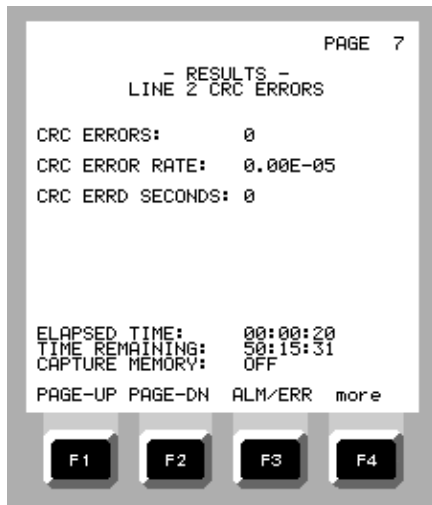 PAGE 7
- RESULTS -
LINE 2 CRC ERRORS
CRC ERRORS: 0
CRC ERROR RATE: 0.00E-05
CRC ERRD SECONDS: 0
ELAPSED TIME: 00:00:20
TIME REMAINING: 50:15:31
CAPTURE MEMORY: OFF
PAGE-UP PAGE-DN ALM/ERR more
F1 F2 F3 F4